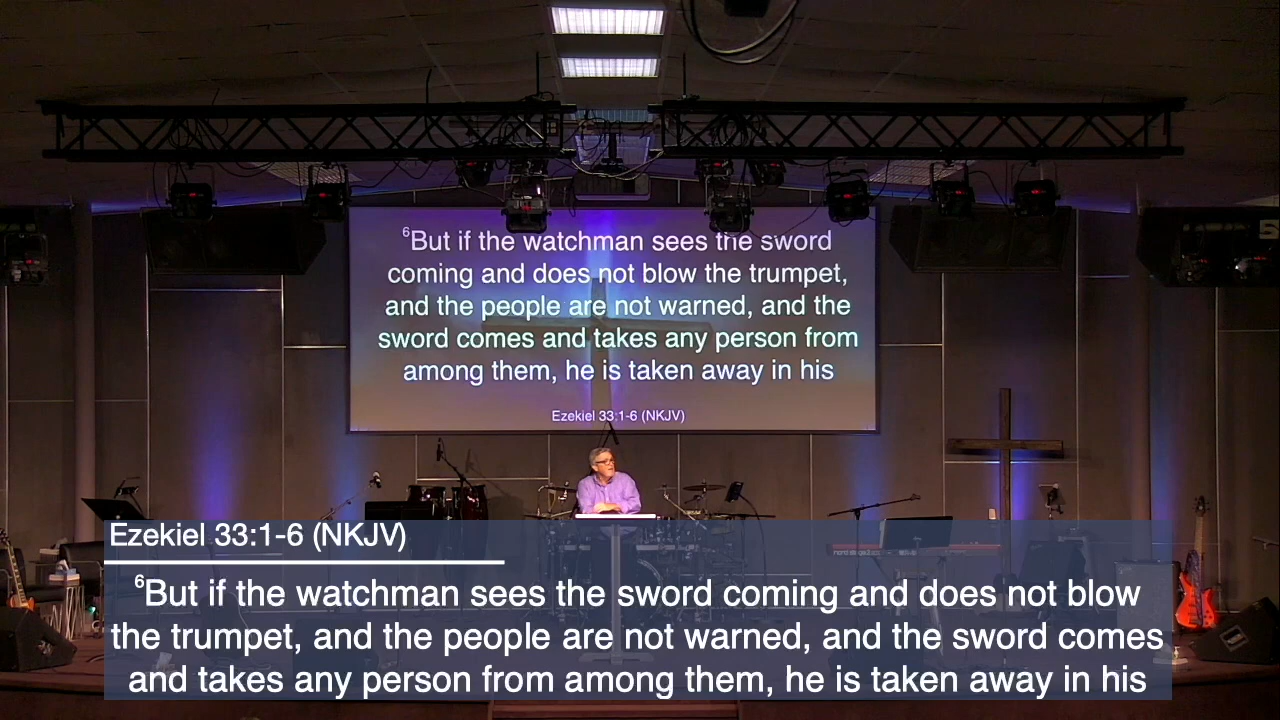 ⁶But if the watchman sees the sword
coming and does not blow the trumpet,
and the people are not warned, and the
sword comes and takes any person from
among them, he is taken away in his
Ezekiel 33:1-6 (NKJV)
Ezekiel 33:1-6 (NKJV)
⁶But if the watchman sees the sword coming and does not blow
the trumpet, and the people are not warned, and the sword comes
and takes any person from among them, he is taken away in his